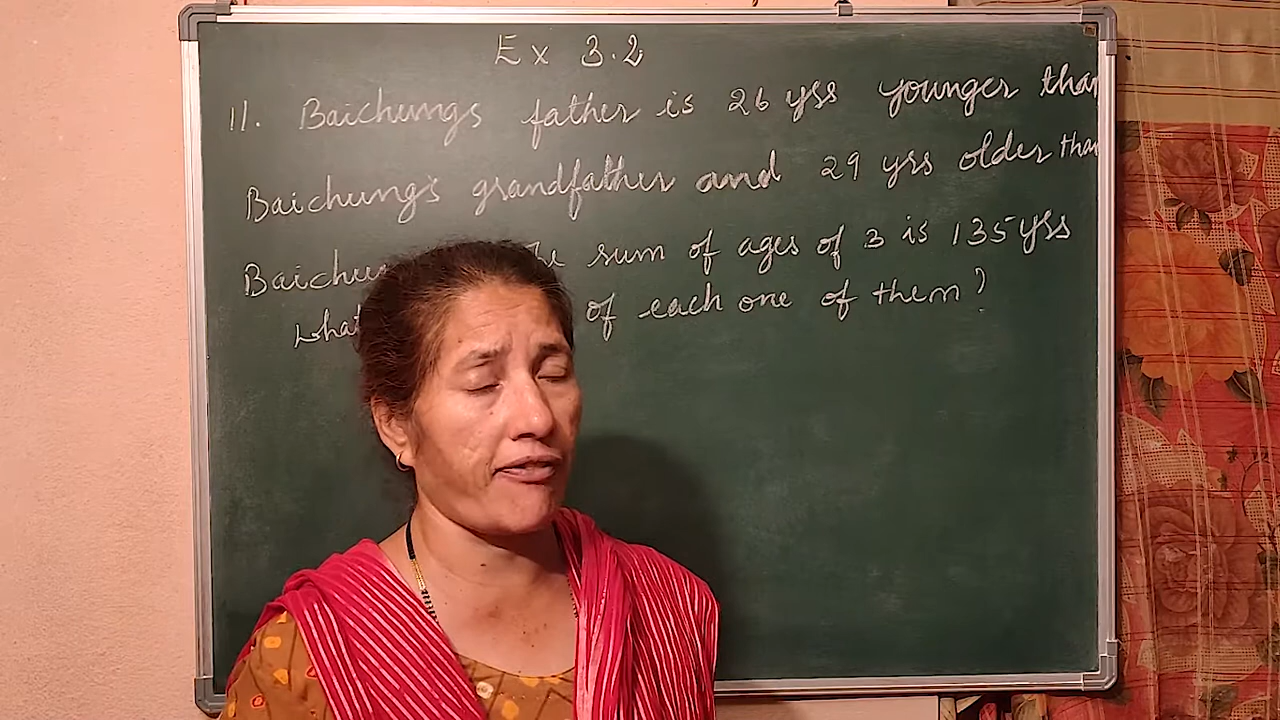 Ex 3.2
11. Baichungs father is 26 yrs younger than
Baichung's grandfather and 29 yrs older than
sum of ages of 3 is 135 yrs
of each one of them?